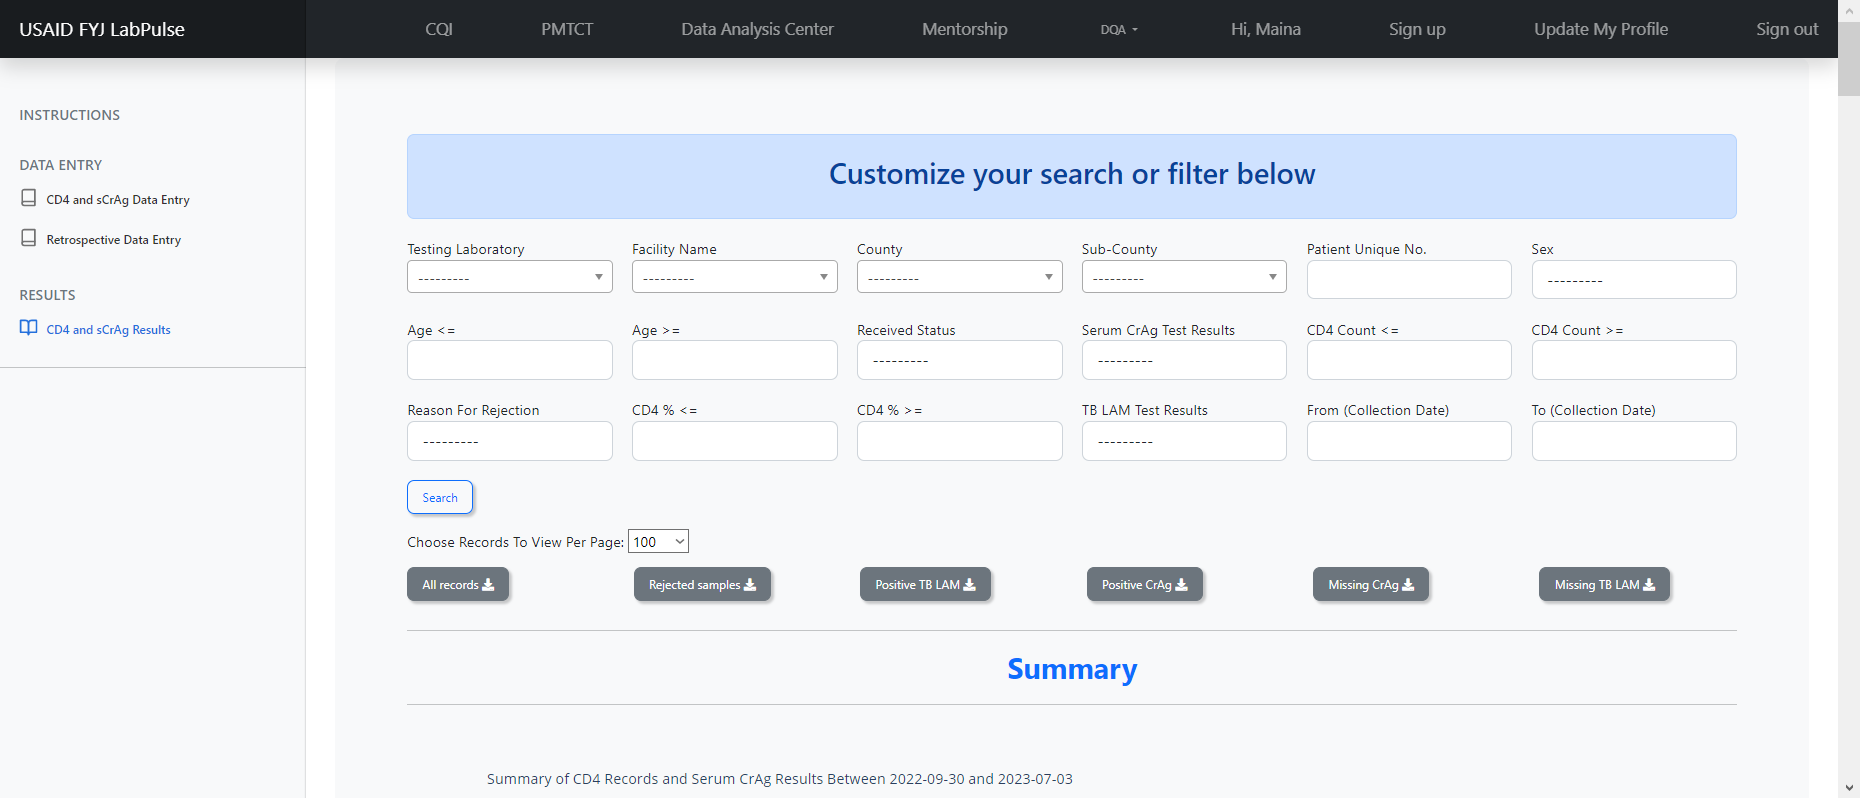 USAID FYJ LabPulse CQI PMTCT Data Analysis Center Mentorship DQA Hi, Maina Sign up Update My Profile Sign out
INSTRUCTIONS
DATA ENTRY
CD4 and sCrAg Data Entry
Retrospective Data Entry
RESULTS
CD4 and sCrAg Results
Customize your search or filter below
Testing Laboratory Facility Name County Sub-County Patient Unique No. Sex
--------- --------- --------- --------- ---------
Age <= Age >= Received Status Serum CrAg Test Results CD4 Count <= CD4 Count >=
--------- ---------
Reason For Rejection CD4 % <= CD4 % >= TB LAM Test Results From (Collection Date) To (Collection Date)
--------- ---------
Search
Choose Records To View Per Page: 100
All records Rejected samples Positive TB LAM Positive CrAg Missing CrAg Missing TB LAM
Summary
Summary of CD4 Records and Serum CrAg Results Between 2022-09-30 and 2023-07-03